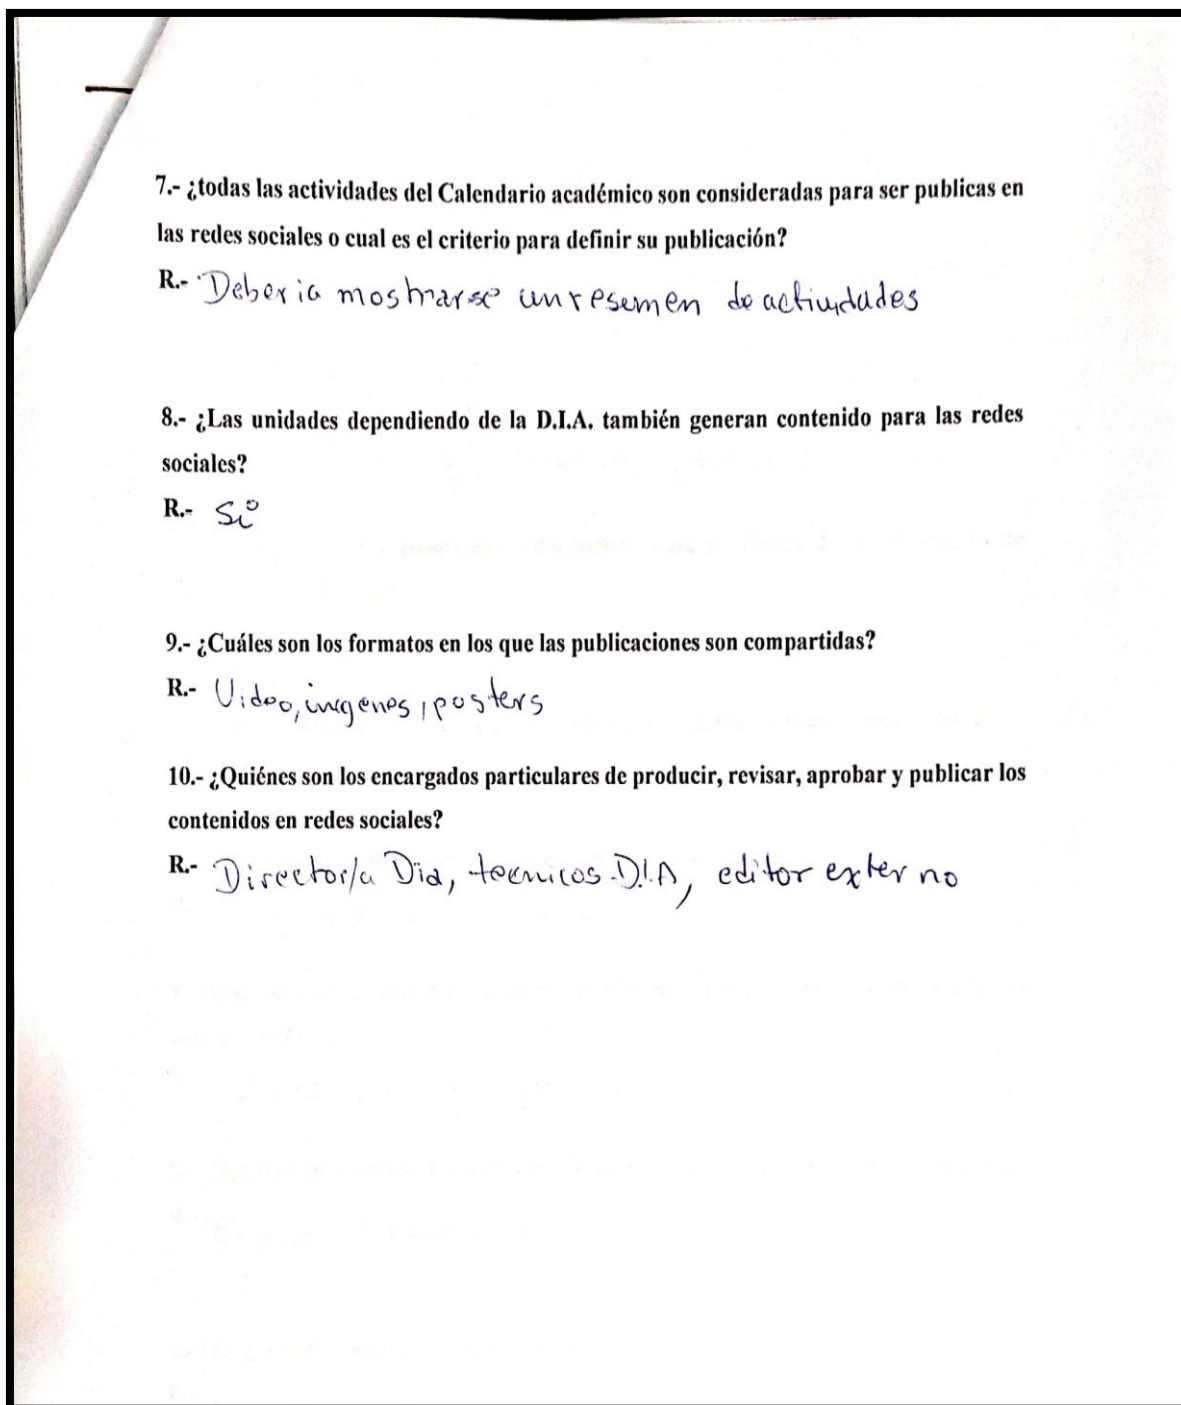 7.- ¿todas las actividades del Calendario académico son consideradas para ser publicas en
las redes sociales o cual es el criterio para definir su publicación?
R.- Deberia mostrarse un resemen de actividades
8.- ¿Las unidades dependiendo de la D.I.A. también generan contenido para las redes
sociales?
R.- Si
9.- ¿Cuáles son los formatos en los que las publicaciones son compartidas?
R.- Video, imgenes, posters
10.- ¿Quiénes son los encargados particulares de producir, revisar, aprobar y publicar los
contenidos en redes sociales?
R.- Director/a Dia, tecnicos D.I.A, editor externo